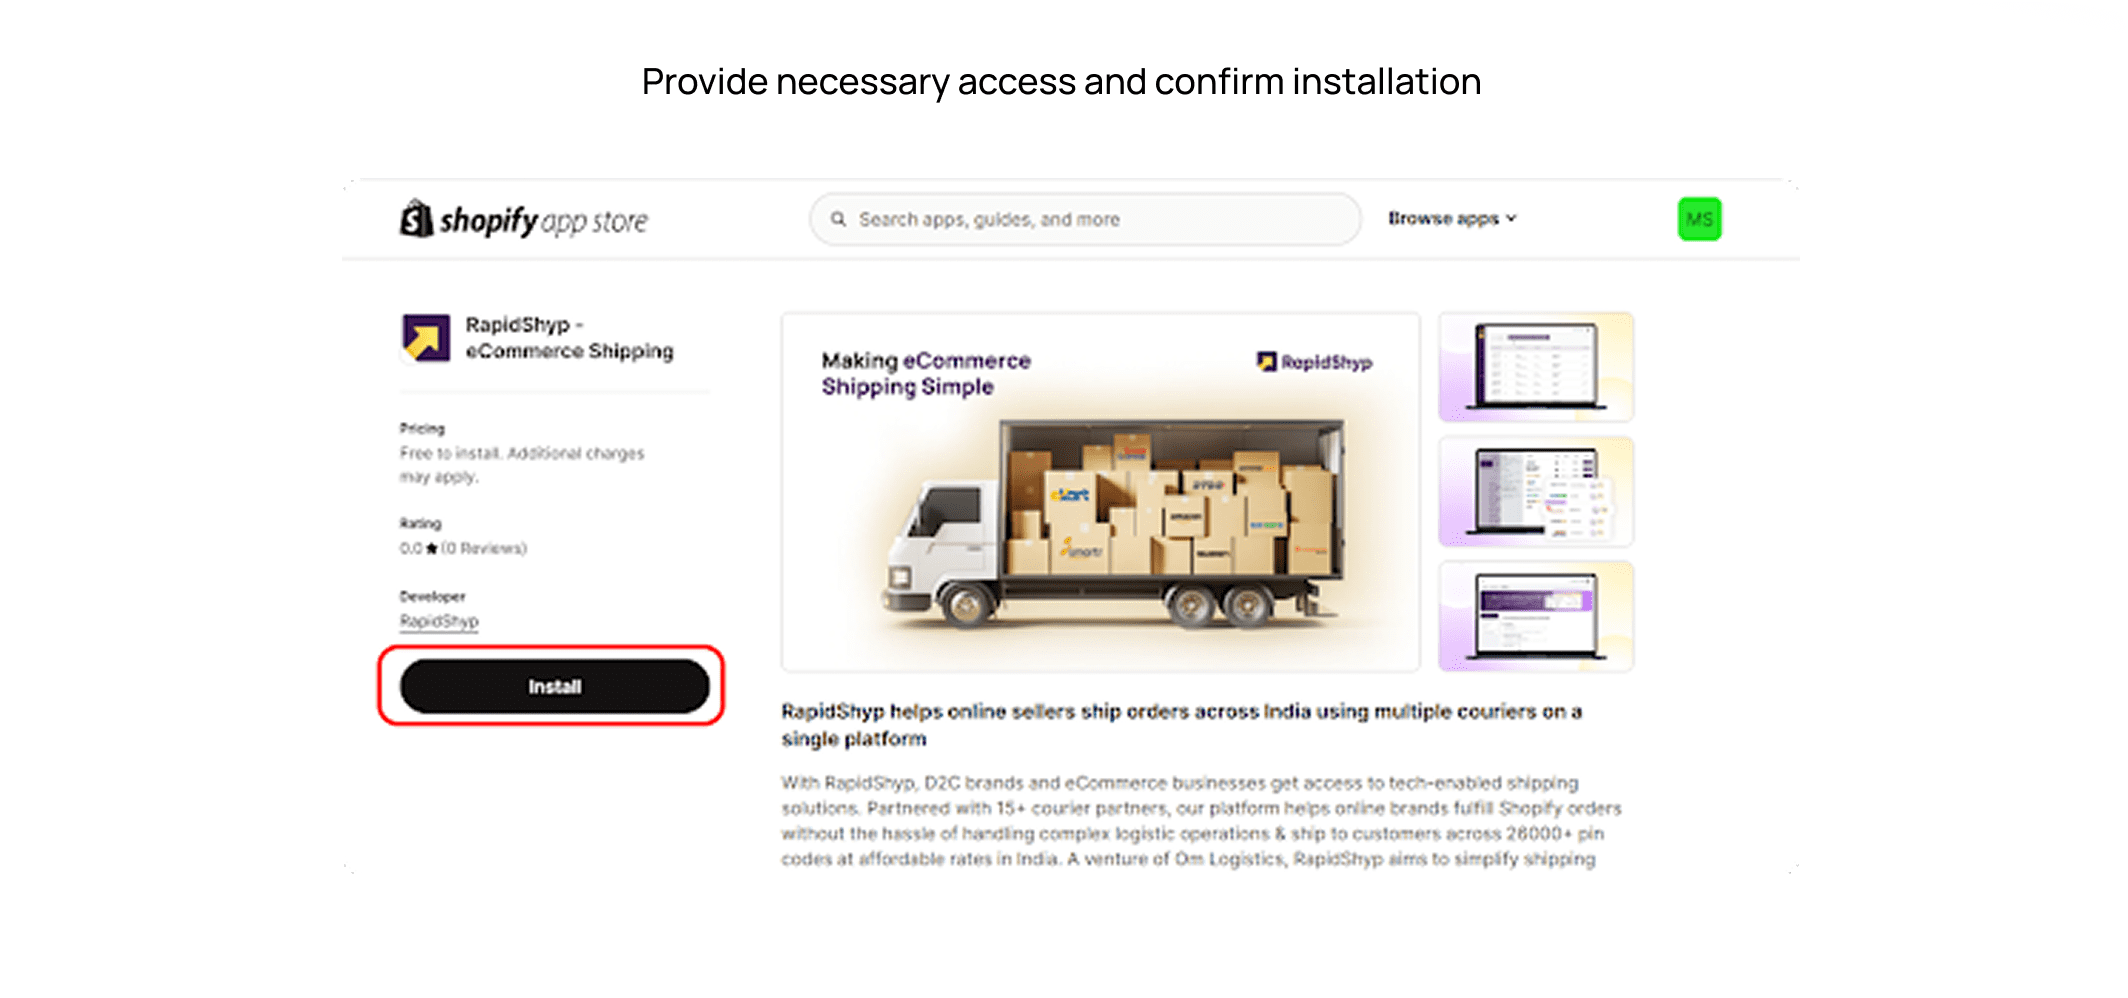 Provide necessary access and confirm installation
shopify app store
Search apps, guides, and more
Browse apps
MS
RapidShyp -
eCommerce Shipping
Pricing
Free to install. Additional charges
may apply.
Rating
0.0 ★ (0 Reviews)
Developer
RapidShyp
Install
Making eCommerce
Shipping Simple
RapidShyp
RapidShyp helps online sellers ship orders across India using multiple couriers on a
single platform
With RapidShyp, D2C brands and eCommerce businesses get access to tech-enabled shipping
solutions. Partnered with 15+ courier partners, our platform helps online brands fulfill Shopify orders
without the hassle of handling complex logistic operations & ship to customers across 26000+ pin
codes at affordable rates in India. A venture of Om Logistics, RapidShyp aims to simplify shipping